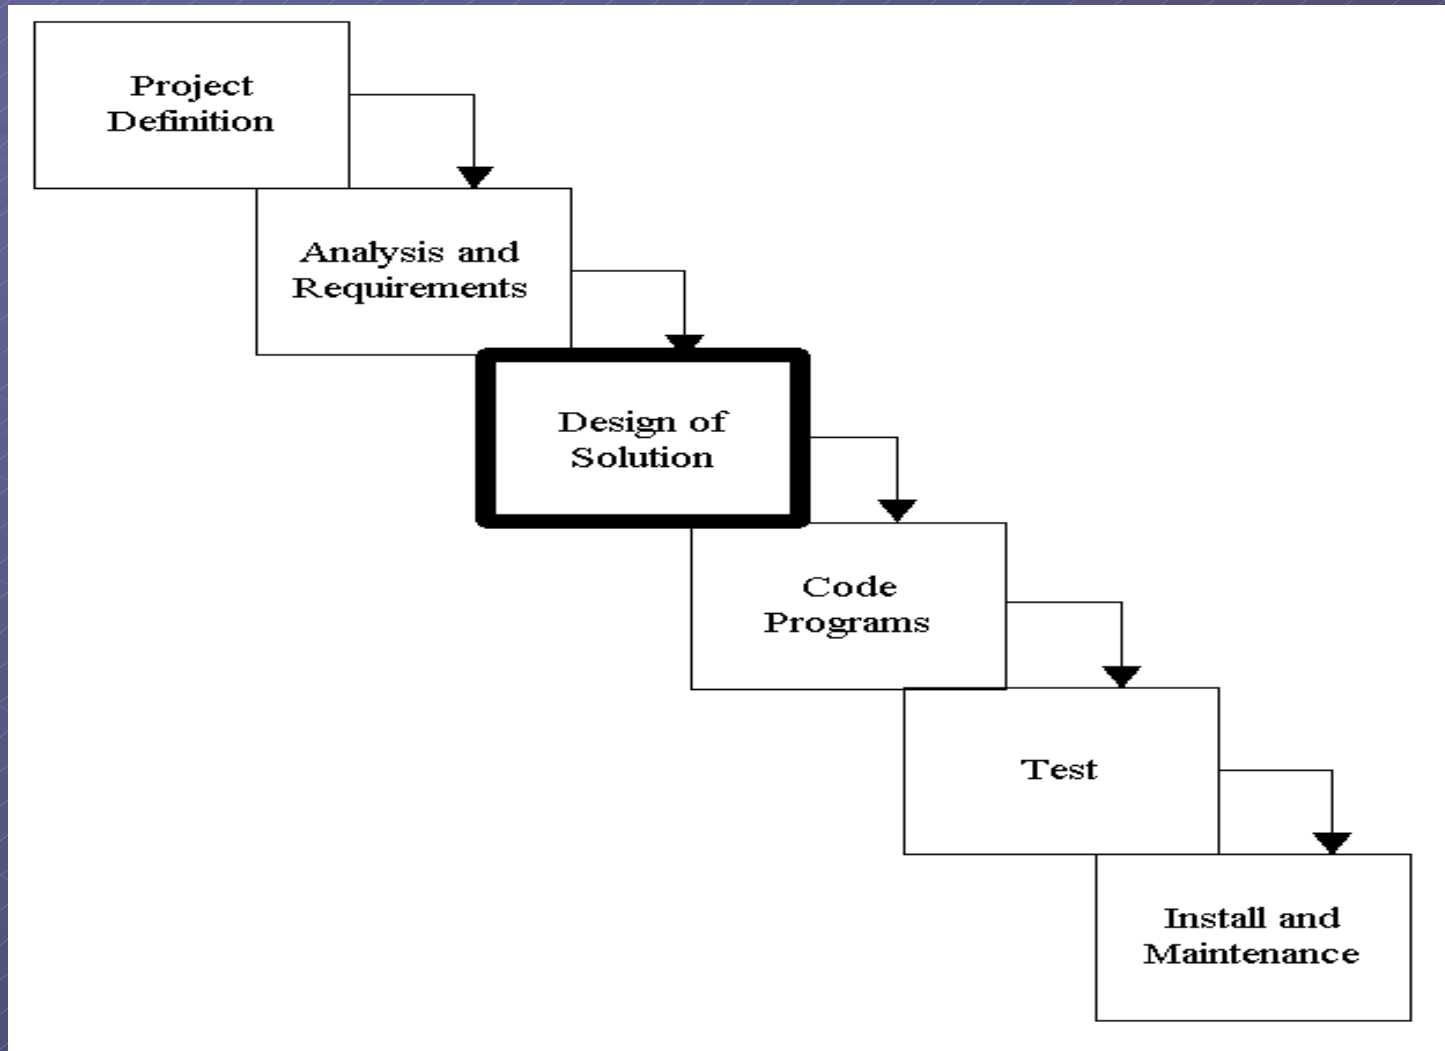 Project
Definition
Analysis and
Requirements
Design of
Solution
Code
Programs
Test
Install and
Maintenance